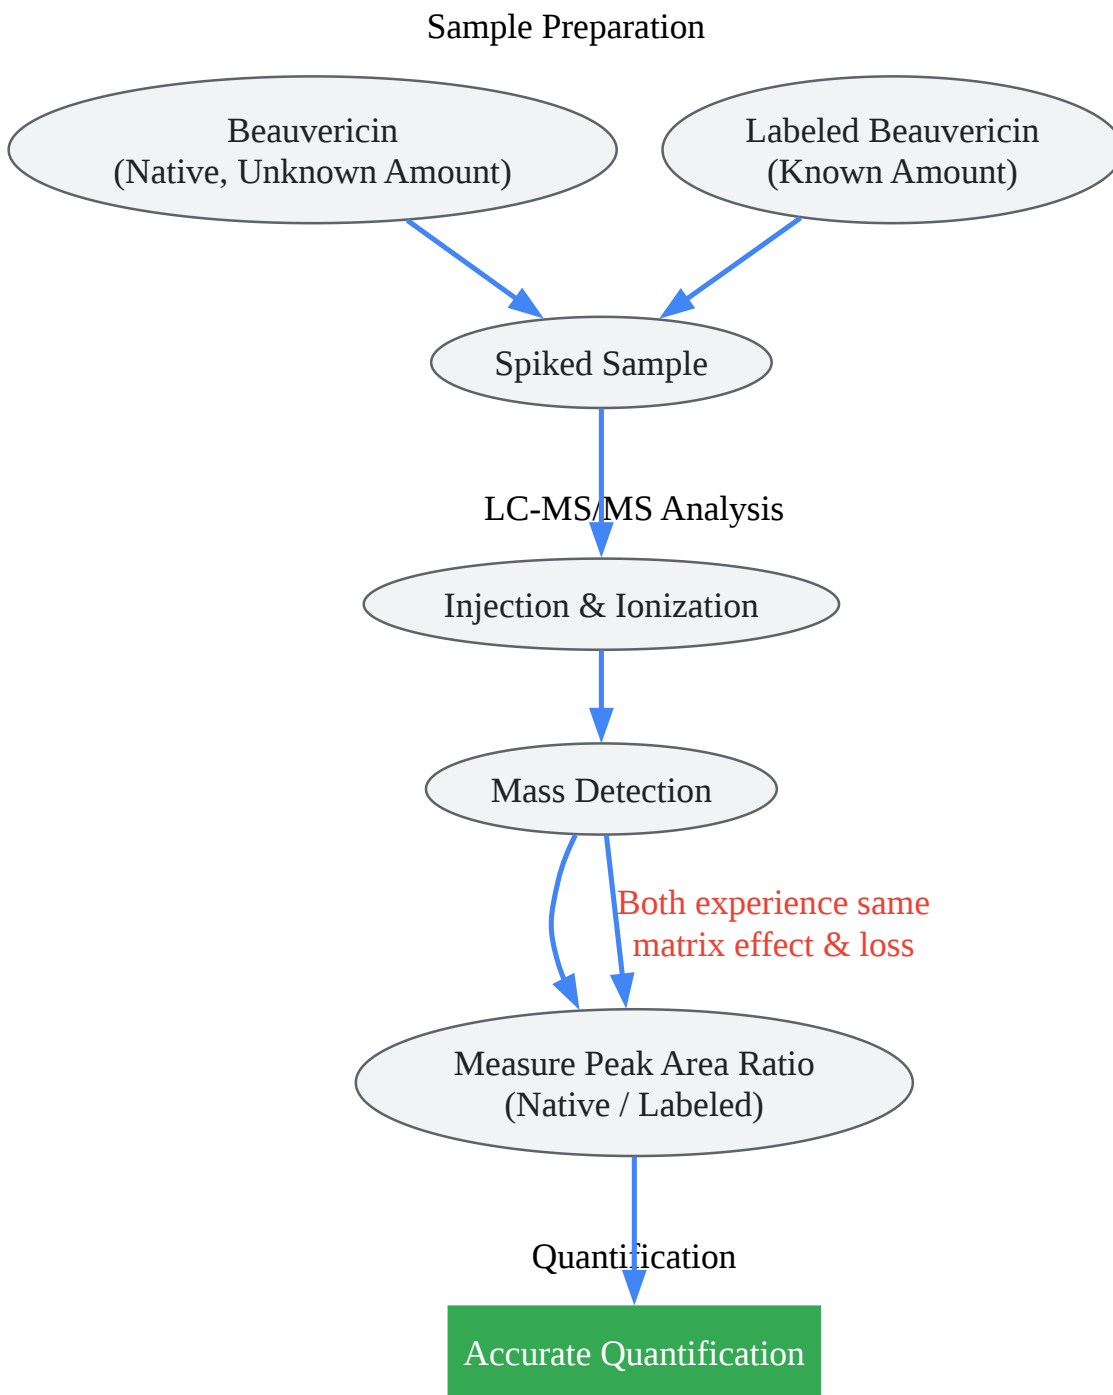 Sample Preparation
Beauvericin
(Native, Unknown Amount)
Labeled Beauvericin
(Known Amount)
Spiked Sample
LC-MS/MS Analysis
Injection & Ionization
Mass Detection
Both experience same
matrix effect & loss
Measure Peak Area Ratio
(Native / Labeled)
Quantification
Accurate Quantification